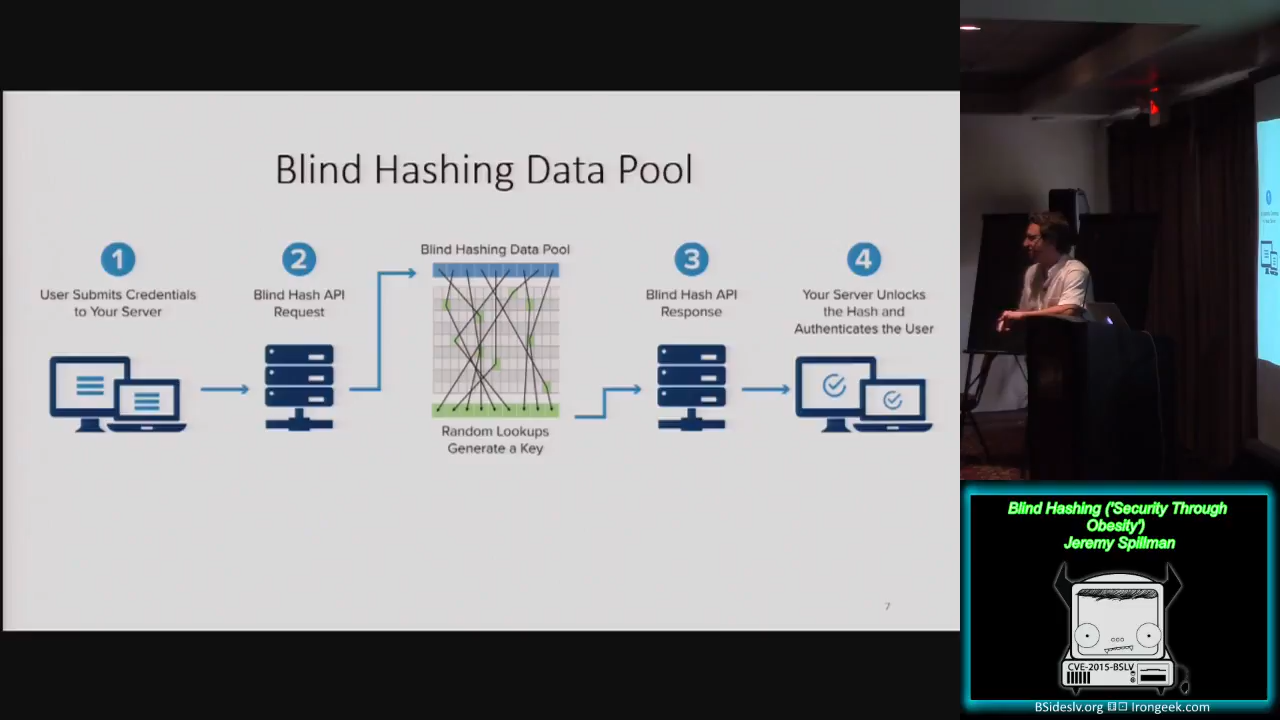 Blind Hashing Data Pool
1
User Submits Credentials
to Your Server
2
Blind Hash API
Request
Blind Hashing Data Pool
Random Lookups
Generate a Key
3
Blind Hash API
Response
4
Your Server Unlocks
the Hash and
Authenticates the User
7
Blind Hashing ('Security Through
Obesity')
Jeremy Spillman
CVE-2015-BSLV
BSideslv.org Irongeek.com